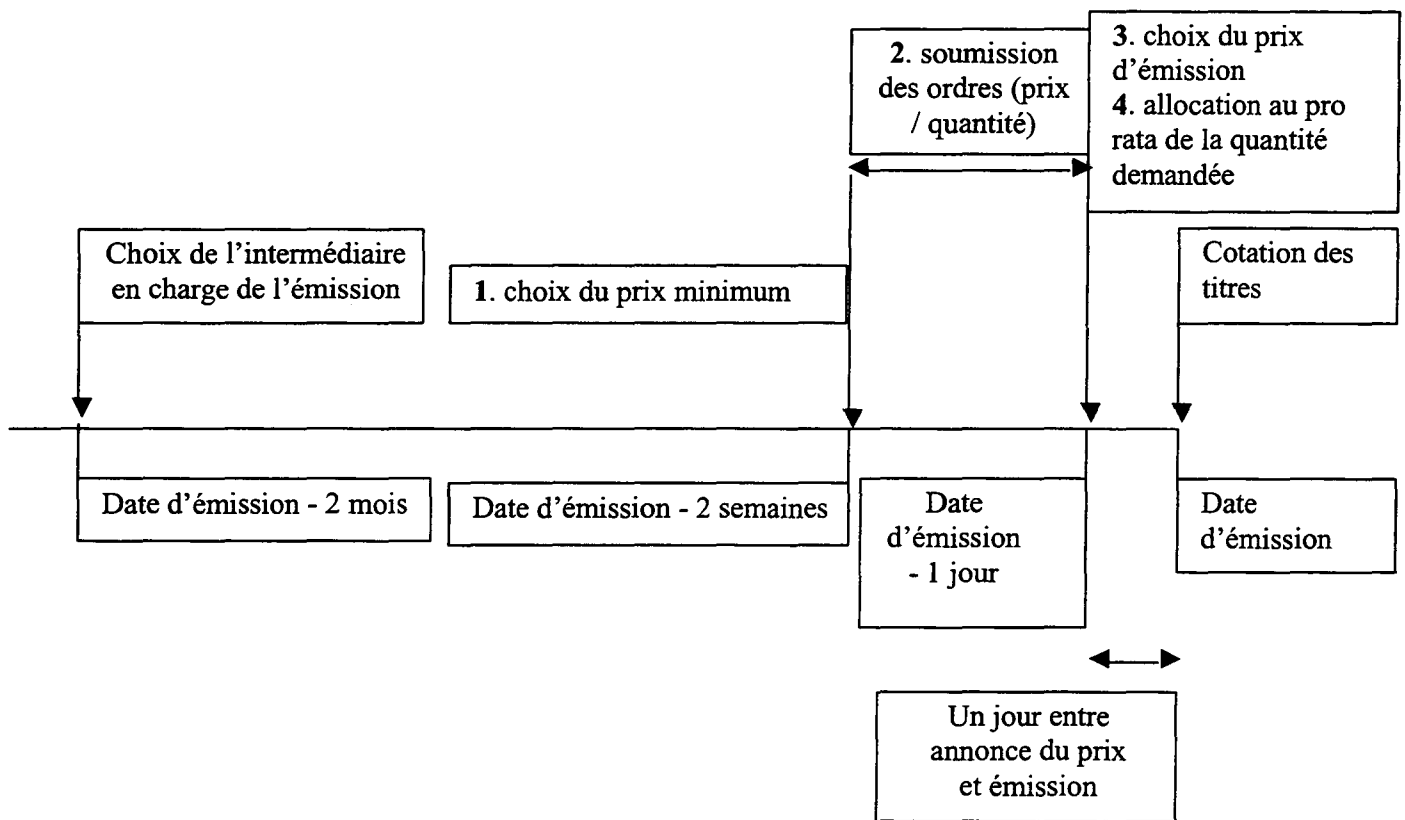 2. soumission
des ordres (prix
/ quantité)
3. choix du prix
d'émission
4. allocation au pro
rata de la quantité
demandée
Choix de l'intermédiaire
en charge de l'émission
1. choix du prix minimum
Cotation des
titres
Date d'émission - 2 mois
Date d'émission - 2 semaines
Date
d'émission
- 1 jour
Date
d'émission
Un jour entre
annonce du prix
et émission